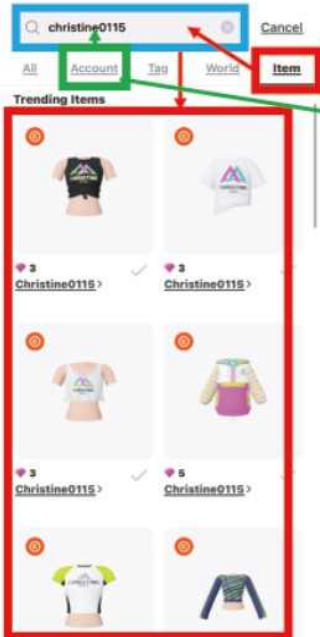 christine0115 Cancel
All Account Tag World Item
Trending Items
3 3
Christine0115 > Christine0115 >
3 5
Christine0115 > Christine0115 >